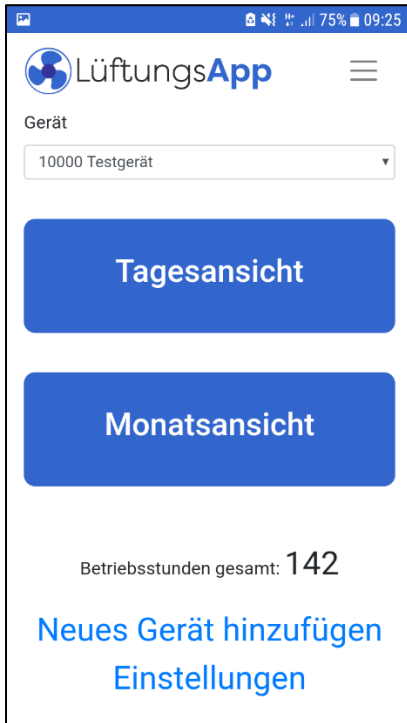 75% 09:25
LüftungsApp
Gerät
10000 Testgerät
Tagesansicht
Monatsansicht
Betriebsstunden gesamt: 142
Neues Gerät hinzufügen
Einstellungen